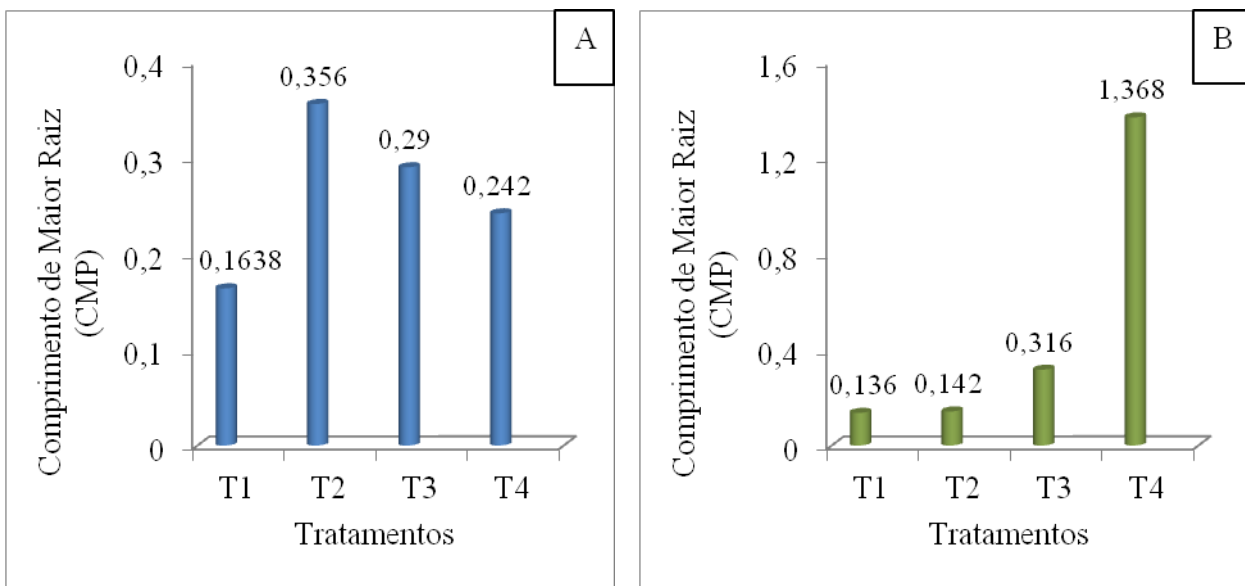 A
Comprimento de Maior Raiz
(CMP)
0,4
0,3
0,2
0,1
0
0,1638
0,356
0,29
0,242
T1 T2 T3 T4
Tratamentos
B
Comprimento de Maior Raiz
(CMP)
1,6
1,2
0,8
0,4
0
0,136
0,142
0,316
1,368
T1 T2 T3 T4
Tratamentos